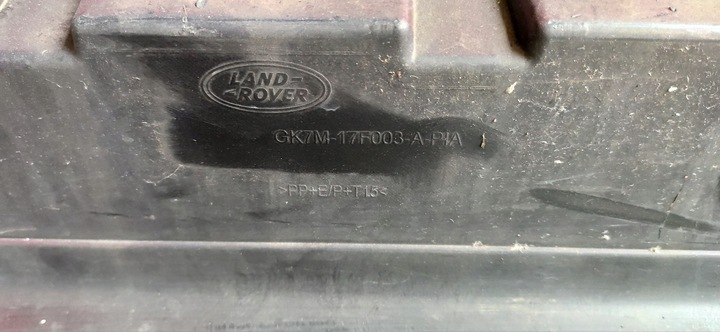 LAND-
-ROVER
GK7M-17F003-A-PIA
>PP+E/P+T15<